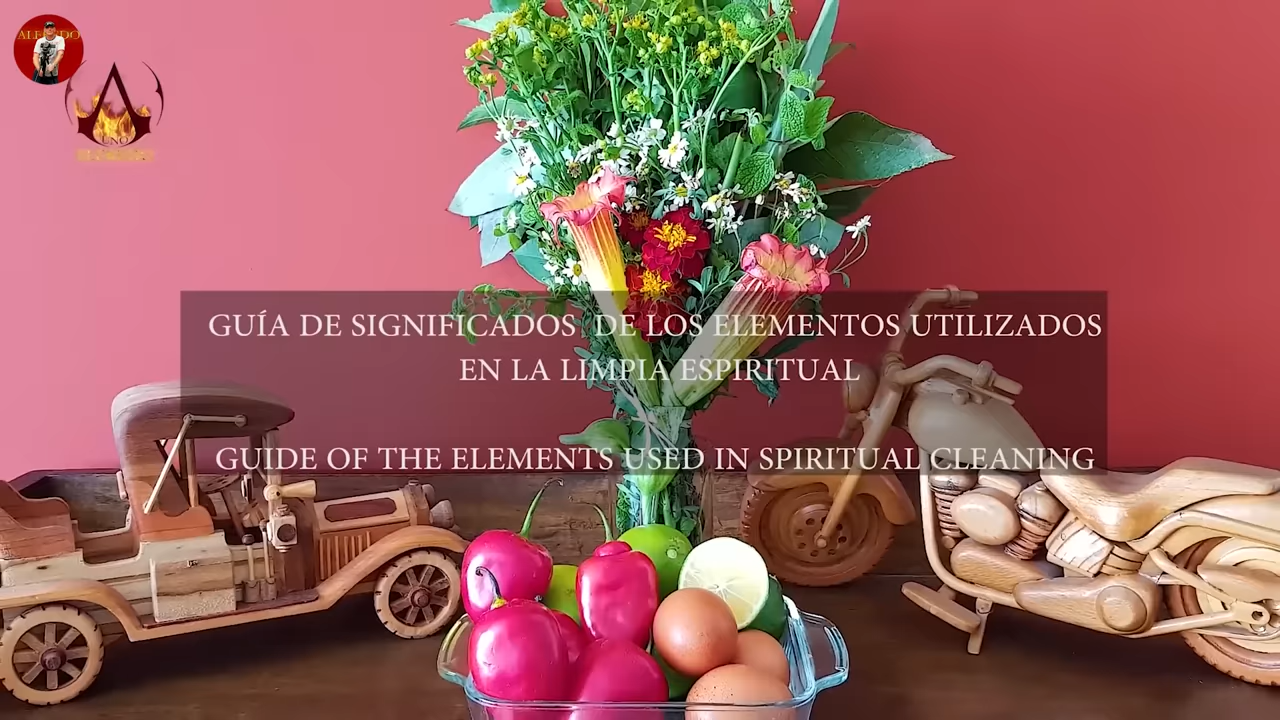 UNO
GUÍA DE SIGNIFICADOS DE LOS ELEMENTOS UTILIZADOS
EN LA LIMPIA ESPIRITUAL
GUIDE OF THE ELEMENTS USED IN SPIRITUAL CLEANING